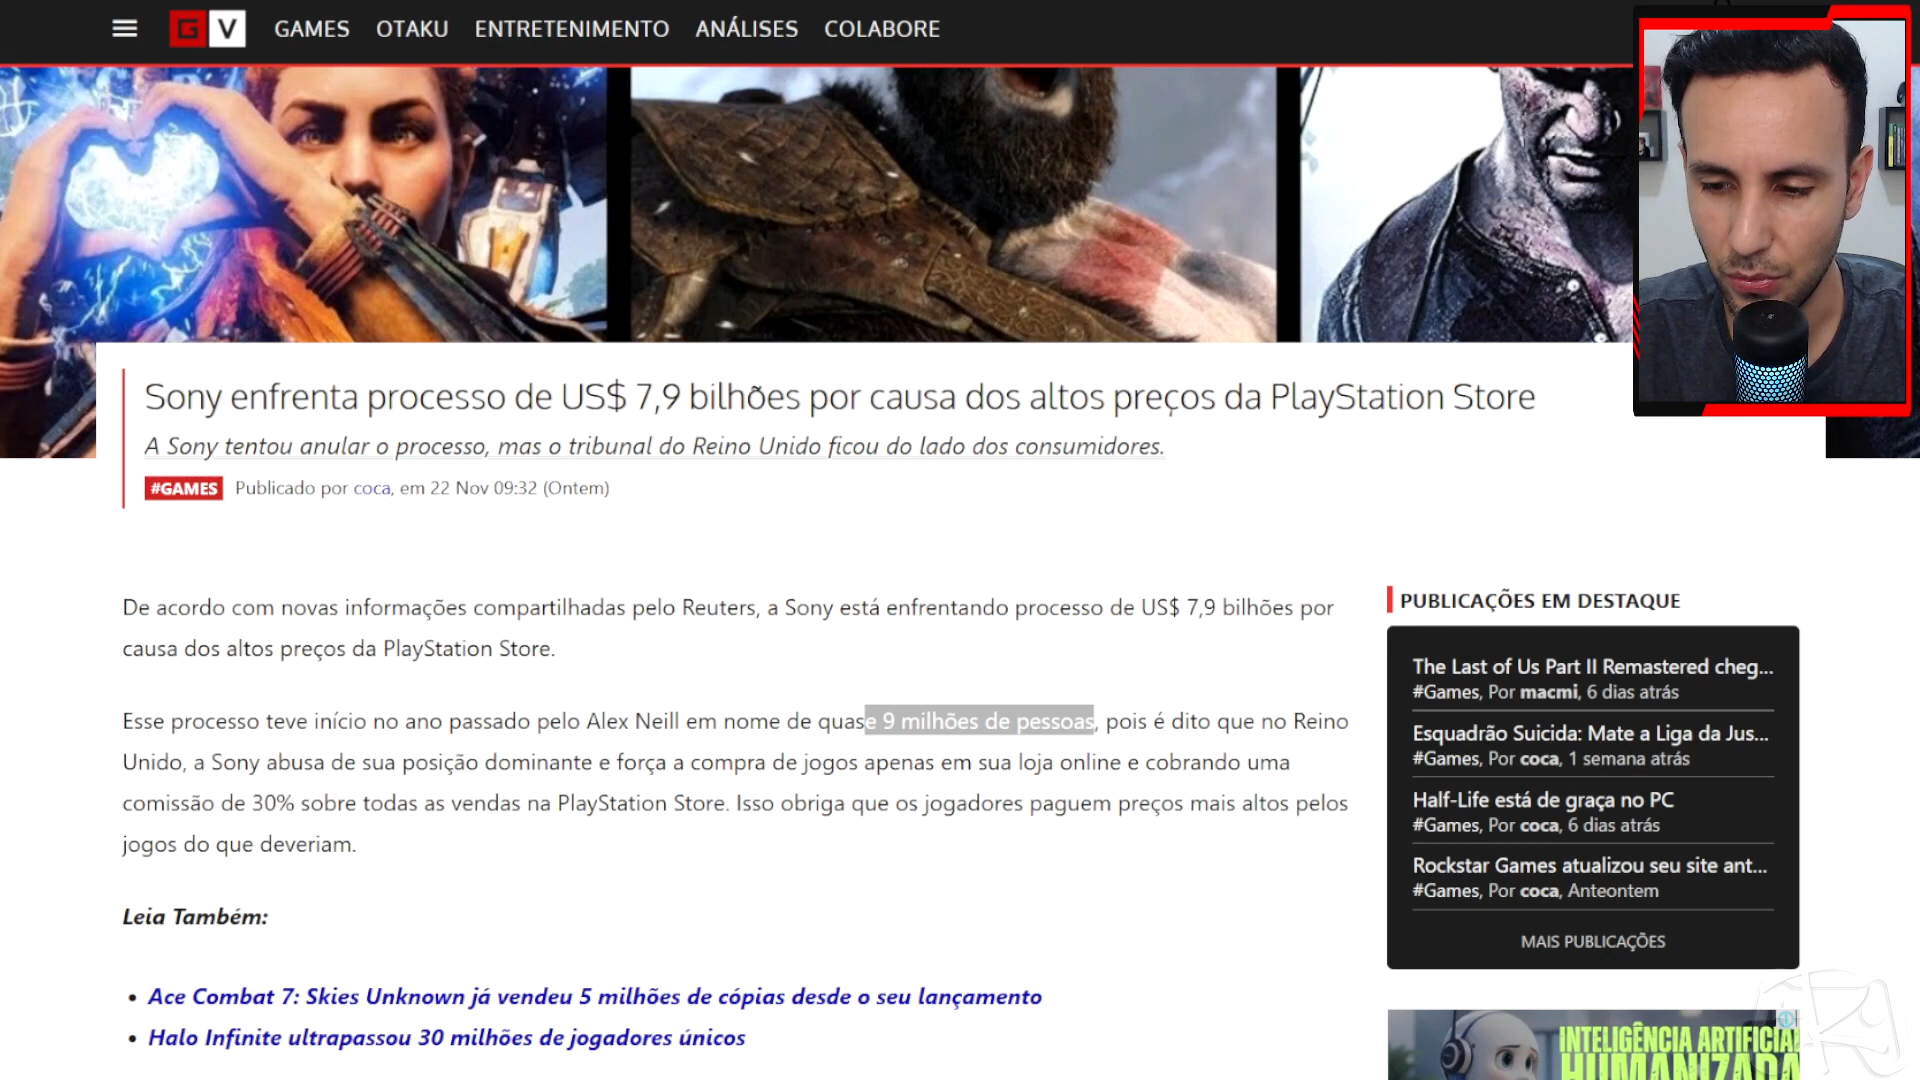 G V GAMES OTAKU ENTRETENIMENTO ANÁLISES COLABORE
Sony enfrenta processo de US$ 7,9 bilhões por causa dos altos preços da PlayStation Store
A Sony tentou anular o processo, mas o tribunal do Reino Unido ficou do lado dos consumidores.
#GAMES Publicado por coca, em 22 Nov 09:32 (Ontem)
De acordo com novas informações compartilhadas pelo Reuters, a Sony está enfrentando processo de US$ 7,9 bilhões por
causa dos altos preços da PlayStation Store.
Esse processo teve início no ano passado pelo Alex Neill em nome de quase 9 milhões de pessoas, pois é dito que no Reino
Unido, a Sony abusa de sua posição dominante e força a compra de jogos apenas em sua loja online e cobrando uma
comissão de 30% sobre todas as vendas na PlayStation Store. Isso obriga que os jogadores paguem preços mais altos pelos
jogos do que deveriam.
Leia Também:
• Ace Combat 7: Skies Unknown já vendeu 5 milhões de cópias desde o seu lançamento
• Halo Infinite ultrapassou 30 milhões de jogadores únicos
PUBLICAÇÕES EM DESTAQUE
The Last of Us Part II Remastered cheg...
#Games, Por macmi, 6 dias atrás
Esquadrão Suicida: Mate a Liga da Jus...
#Games, Por coca, 1 semana atrás
Half-Life está de graça no PC
#Games, Por coca, 6 dias atrás
Rockstar Games atualizou seu site ant...
#Games, Por coca, Anteontem
MAIS PUBLICAÇÕES
INTELIGÊNCIA ARTIFICIAL
HUMANIZADA